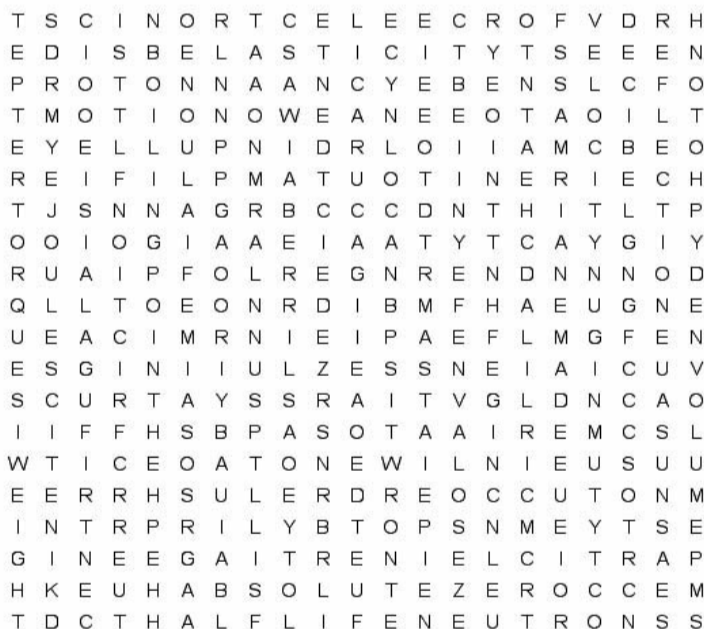 T S C I N O R T C E L E E C R O F V D R H
E D I S B E L A S T I C I T Y T S E E E N
P R O T O N N A A N C Y E B E N S L C F O
T M O T I O N O W E A N E E O T A O I L T
E Y E L L U P N I D R L O I I A M C B E O
R E I F I L P M A T U O T I N E R I E C H
T J S N N A G R B C C C D N T H I T L T P
O O I O G I A A E I A A T Y T C A Y G I Y
R U A I P F O L R E G N R E N D N N N O D
Q L L T O E O N R D I B M F H A E U G N E
U E A C I M R N I E I P A E F L M G F E N
E S G I N I I U L Z E S S N E I A I C U V
S C U R T A Y S S R A I T V G L D N C A O
I I F F H S B P A S O T A A I R E M C S L
W T I C E O A T O N E W I L N I E U S U U
E E R R H S U L E R D R E O C C U T O N M
I N T R P R I L Y B T O P S N M E Y T S E
G I N E E G A I T R E N I E L C I T R A P
H K E U H A B S O L U T E Z E R O C C E M
T D C T H A L F L I F E N E U T R O N S S